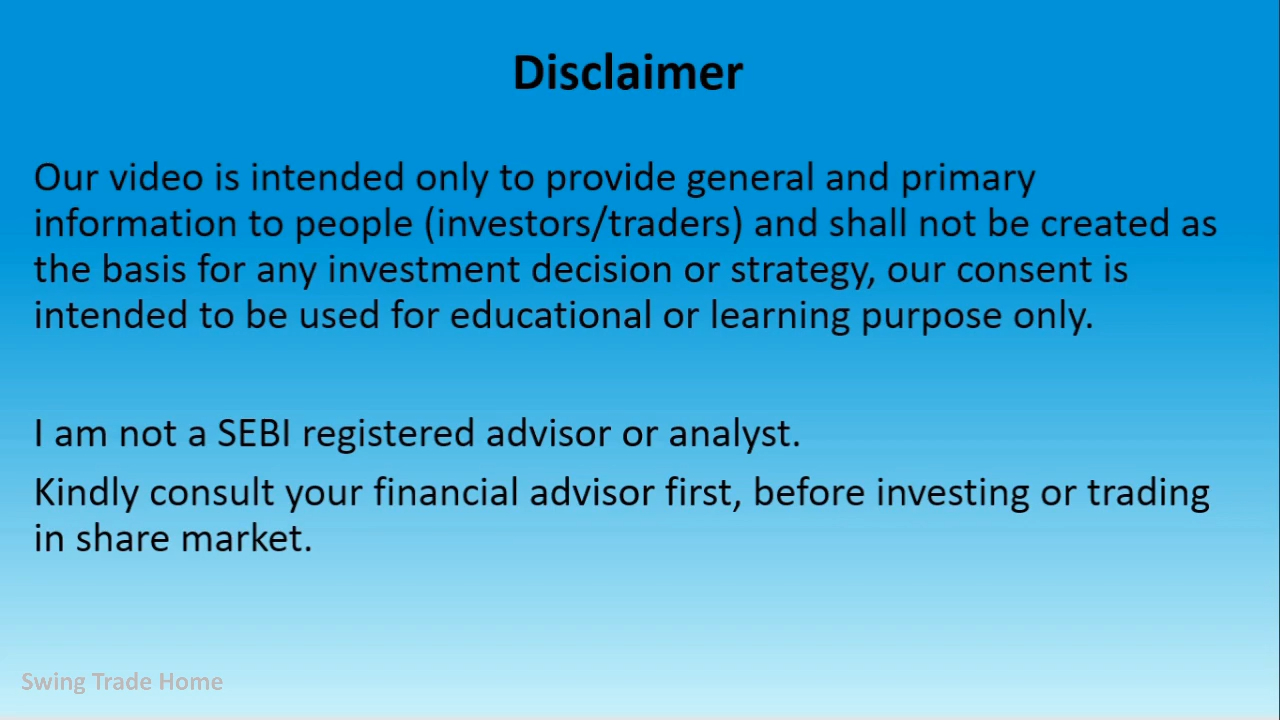 Disclaimer
Our video is intended only to provide general and primary
information to people (investors/traders) and shall not be created as
the basis for any investment decision or strategy, our consent is
intended to be used for educational or learning purpose only.
I am not a SEBI registered advisor or analyst.
Kindly consult your financial advisor first, before investing or trading
in share market.
Swing Trade Home